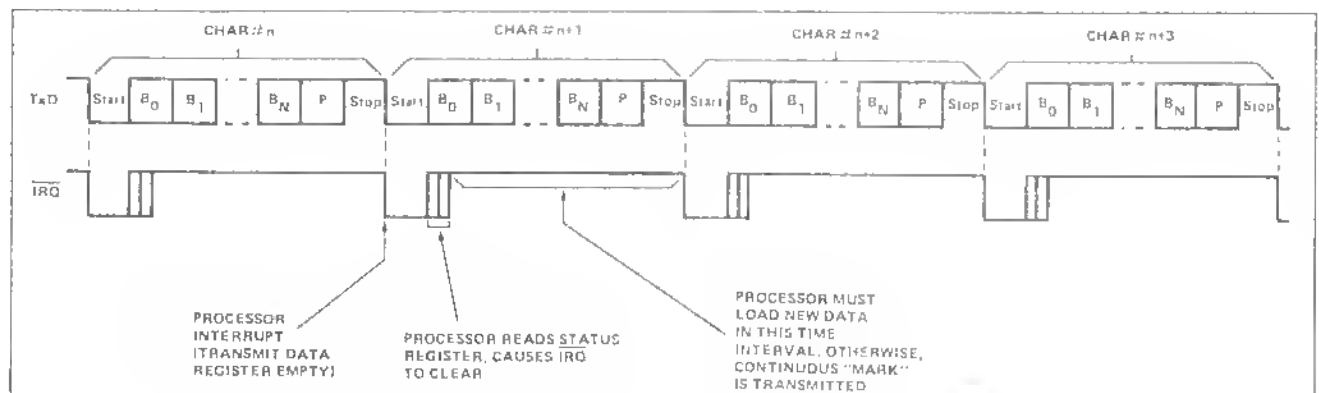 CHAR # n CHAR # n+1 CHAR # n+2 CHAR # n+3
TxD Start B0 B1 BN P Stop Start B0 B1 BN P Stop Start B0 B1 BN P Stop Start B0 B1 BN P Stop
IRQ
PROCESSOR
INTERRUPT
(TRANSMIT DATA
REGISTER EMPTY)
PROCESSOR READS STATUS
REGISTER, CAUSES IRQ
TO CLEAR
PROCESSOR MUST
LOAD NEW DATA
IN THIS TIME
INTERVAL, OTHERWISE,
CONTINUOUS "MARK"
IS TRANSMITTED